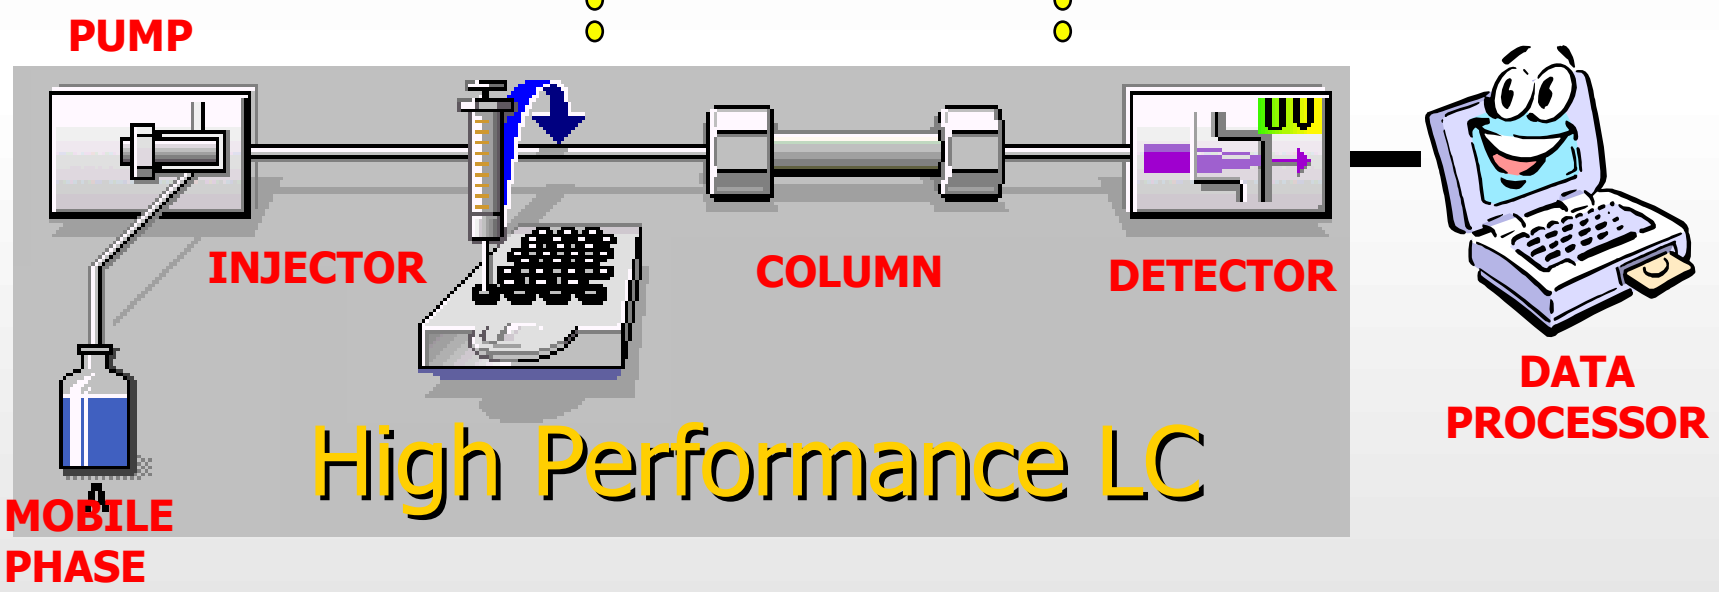 PUMP
UV
INJECTOR
COLUMN
DETECTOR
DATA
PROCESSOR
High Performance LC
MOBILE
PHASE